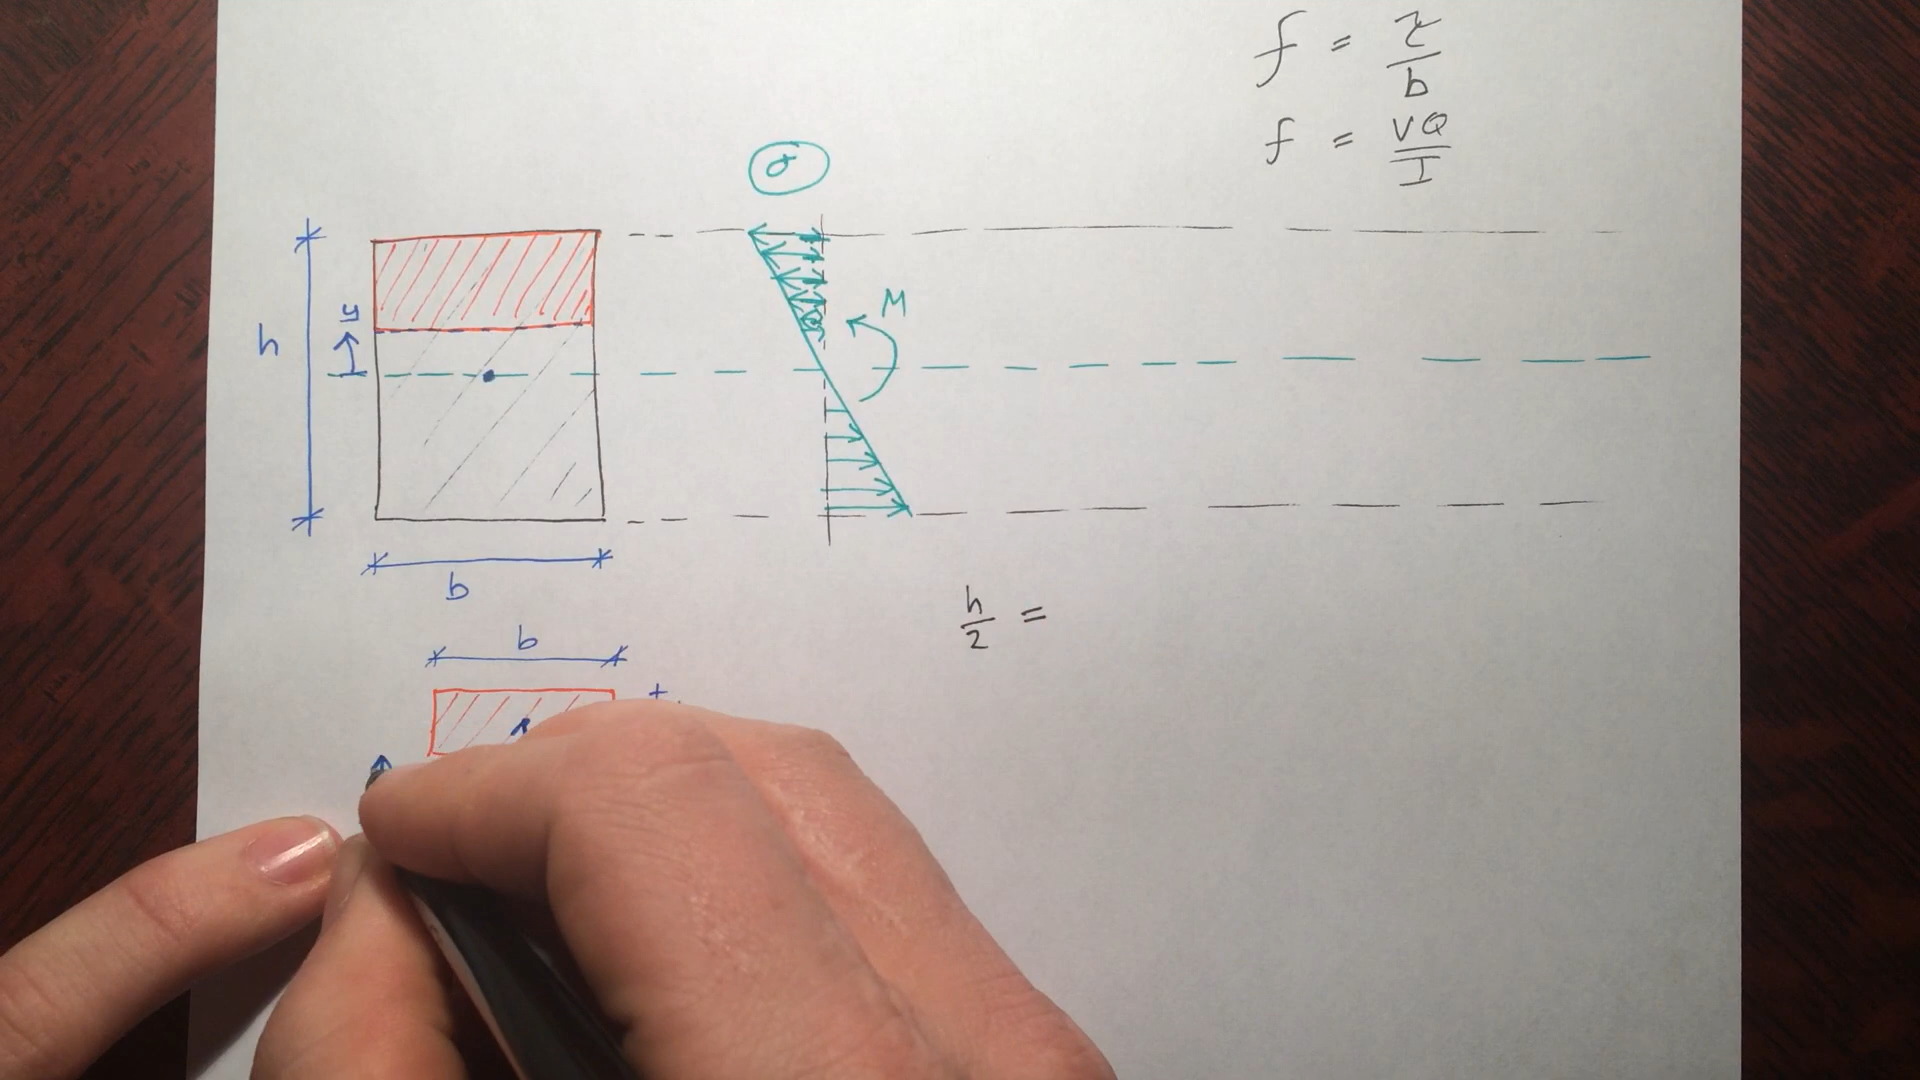 f = τ/b
f = VQ/I
σ
M
y
h
b
h/2 =
b
+